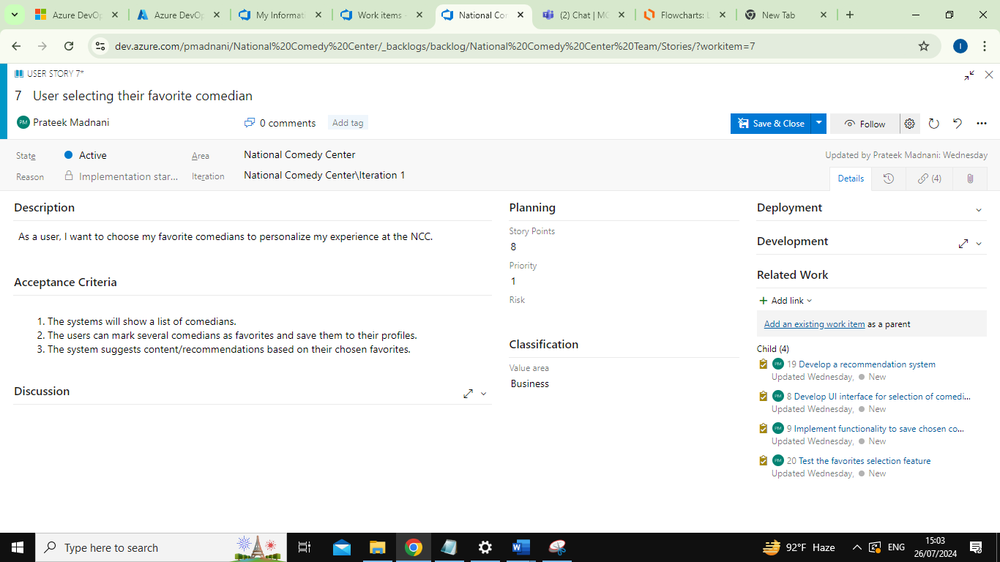 Azure DevOp
Azure DevOp
My Informati
Work items -
National Com
(2) Chat | MC
Flowcharts: L
New Tab
dev.azure.com/pmadnani/National%20Comedy%20Center/_backlogs/backlog/National%20Comedy%20Center%20Team/Stories/?workitem=7
I
USER STORY 7*
7 User selecting their favorite comedian
PM Prateek Madnani
0 comments
Add tag
Save & Close
Follow
State
Active
Area
National Comedy Center
Updated by Prateek Madnani: Wednesday
Reason
Implementation star...
Iteration
National Comedy Center\Iteration 1
Details
(4)
Description
As a user, I want to choose my favorite comedians to personalize my experience at the NCC.
Acceptance Criteria
1. The systems will show a list of comedians.
2. The users can mark several comedians as favorites and save them to their profiles.
3. The system suggests content/recommendations based on their chosen favorites.
Discussion
Planning
Story Points
8
Priority
1
Risk
Classification
Value area
Business
Deployment
Development
Related Work
Add link
Add an existing work item as a parent
Child (4)
PM 19 Develop a recommendation system
Updated Wednesday, New
PM 8 Develop UI interface for selection of comedi...
Updated Wednesday, New
PM 9 Implement functionality to save chosen co...
Updated Wednesday, New
PM 20 Test the favorites selection feature
Updated Wednesday, New
Type here to search
92°F Haze
ENG
15:03
26/07/2024